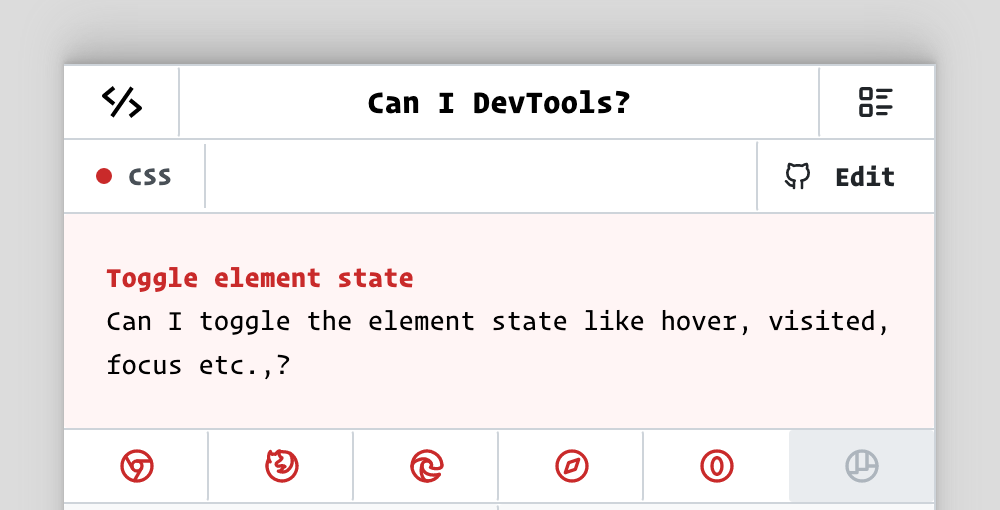 Can I DevTools?
CSS
Edit
Toggle element state
Can I toggle the element state like hover, visited,
focus etc.,?